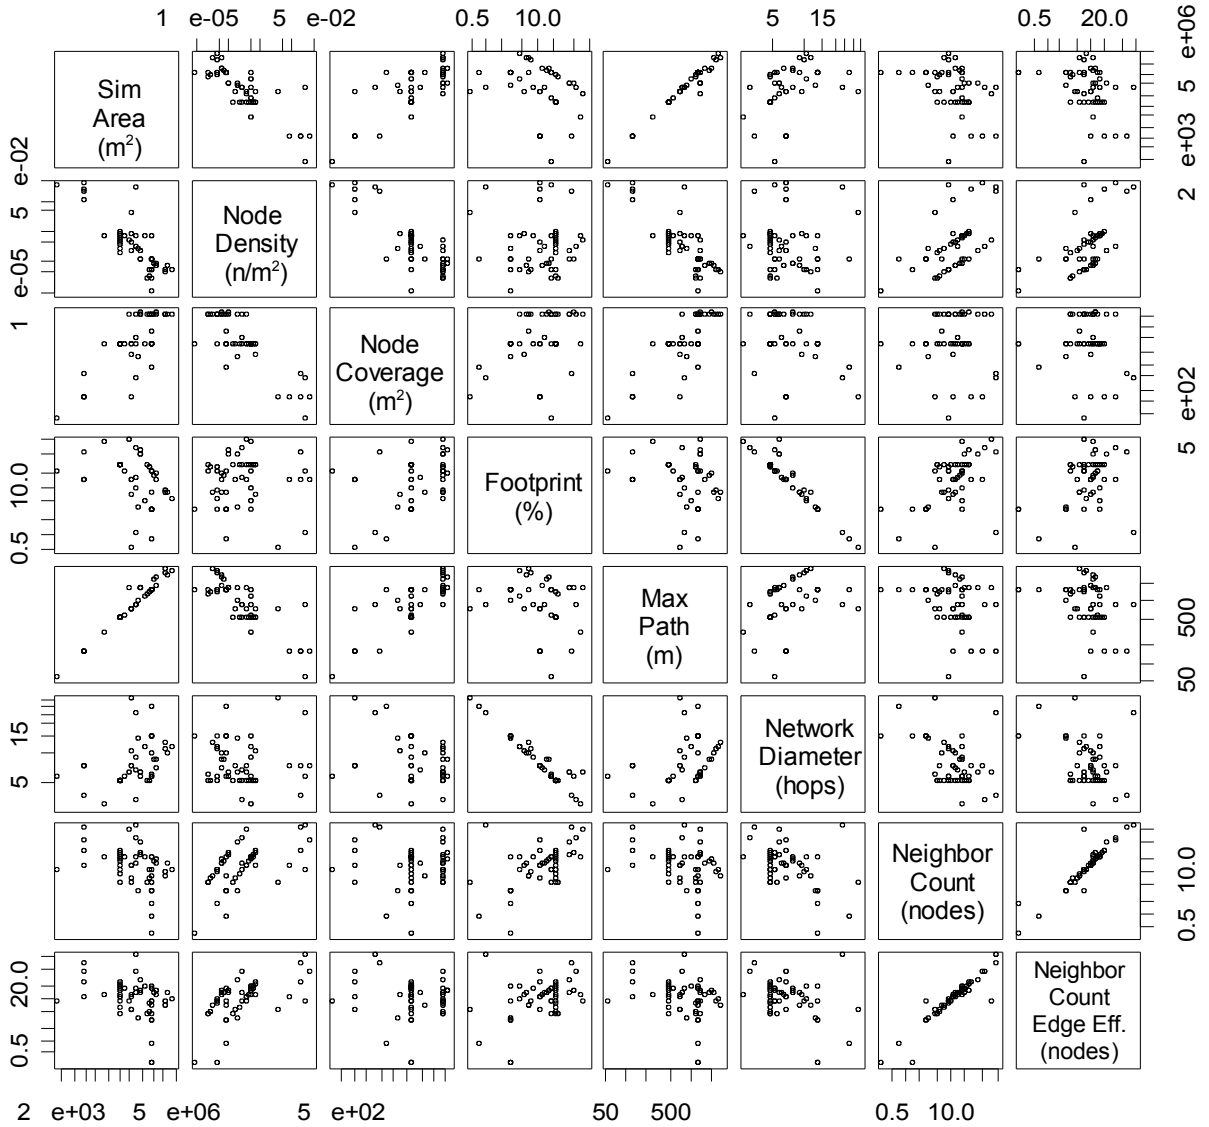 1 e-05 5 e-02 0.5 10.0 5 15 0.5 20.0
Sim
Area
(m²)
e-02
e+03 5 e+06
Node
Density
(n/m²)
e-05 5
2
Node
Coverage
(m²)
1
e+02
Footprint
(%)
0.5 10.0
5
Max
Path
(m)
50 500
Network
Diameter
(hops)
5 15
Neighbor
Count
(nodes)
0.5 10.0
Neighbor
Count
Edge Eff.
(nodes)
0.5 20.0
2 e+03 5 e+06 5 e+02 50 500 0.5 10.0